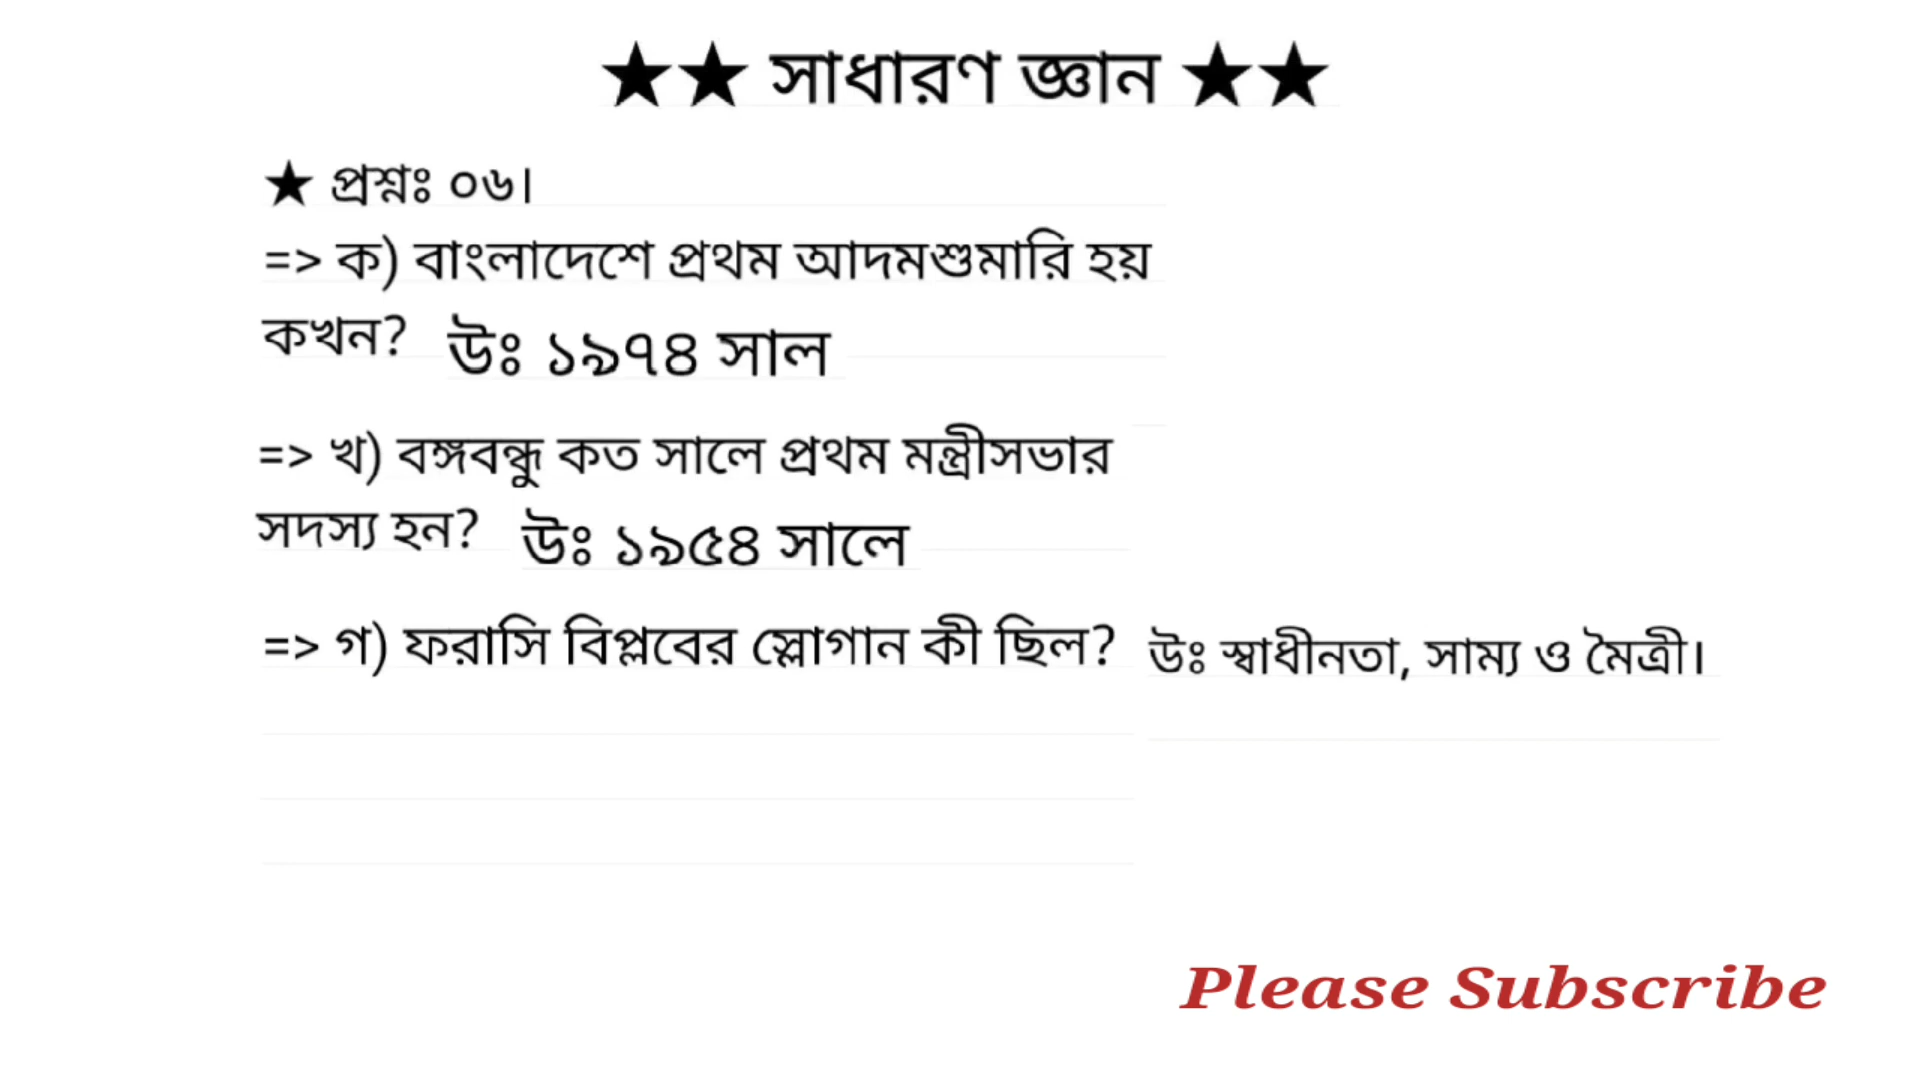 ★★ সাধারণ জ্ঞান ★★
★ প্রশ্নঃ ০৬।
=> ক) বাংলাদেশে প্রথম আদমশুমারি হয়
কখন? উঃ ১৯৭৪ সাল
=> খ) বঙ্গবন্ধু কত সালে প্রথম মন্ত্রীসভার
সদস্য হন? উঃ ১৯৫৪ সালে
=> গ) ফরাসি বিপ্লবের স্লোগান কী ছিল? উঃ স্বাধীনতা, সাম্য ও মৈত্রী।
Please Subscribe